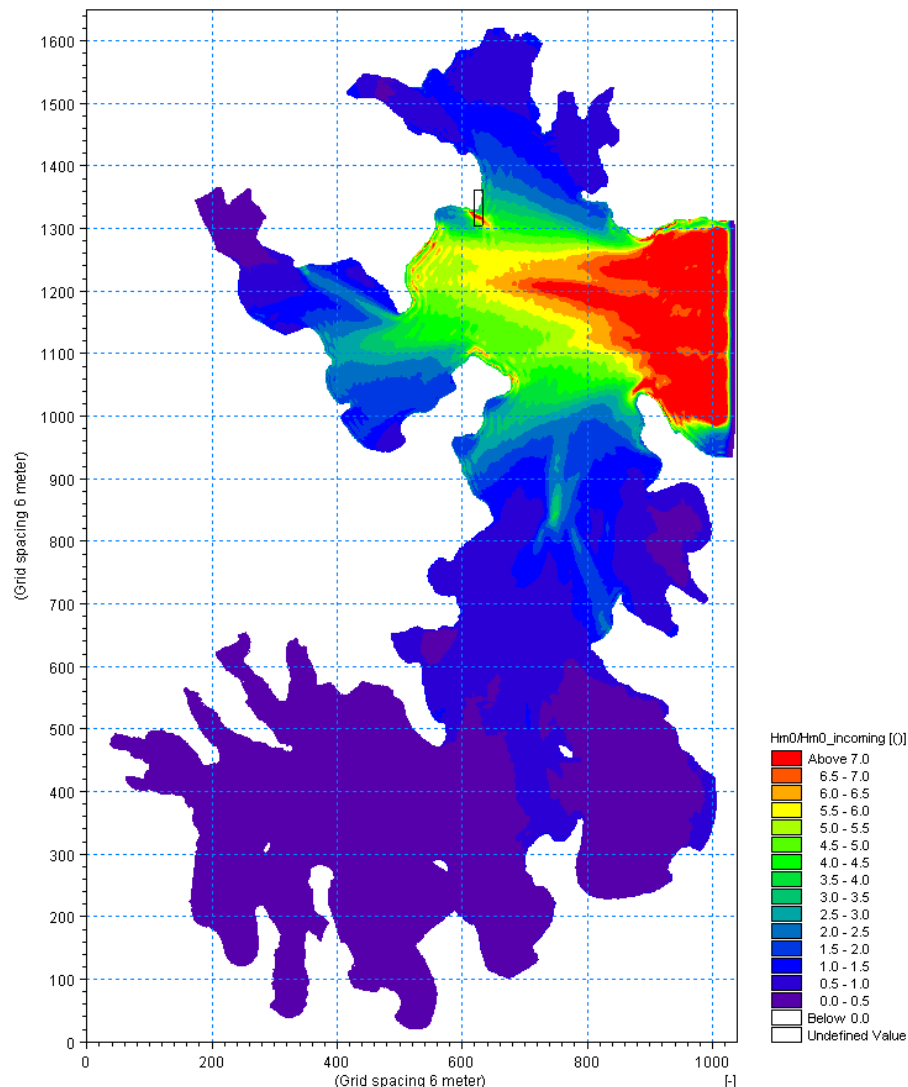 1600
1500
1400
1300
1200
1100
1000
900
800
700
600
500
400
300
200
100
0
(Grid spacing 6 meter)
0 200 400 600 800 1000
(Grid spacing 6 meter) [-]
Hm0/Hm0_incoming [()]
Above 7.0
6.5 - 7.0
6.0 - 6.5
5.5 - 6.0
5.0 - 5.5
4.5 - 5.0
4.0 - 4.5
3.5 - 4.0
3.0 - 3.5
2.5 - 3.0
2.0 - 2.5
1.5 - 2.0
1.0 - 1.5
0.5 - 1.0
0.0 - 0.5
Below 0.0
Undefined Value